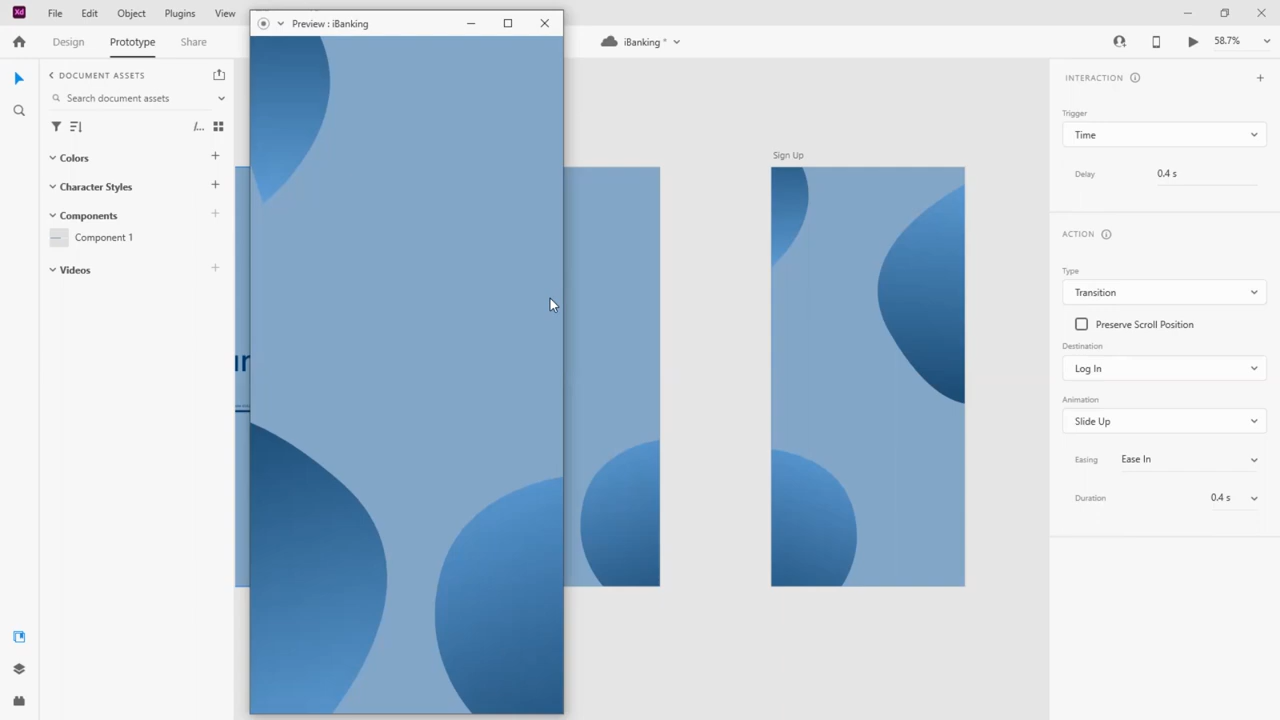 Xd File Edit Object Plugins View
Preview : iBanking
Design Prototype Share
iBanking *
58.7%
DOCUMENT ASSETS
Search document assets
/...
Colors
Character Styles
Components
Component 1
Videos
Sign Up
INTERACTION
Trigger
Time
Delay 0.4 s
ACTION
Type
Transition
Preserve Scroll Position
Destination
Log In
Animation
Slide Up
Easing Ease In
Duration 0.4 s